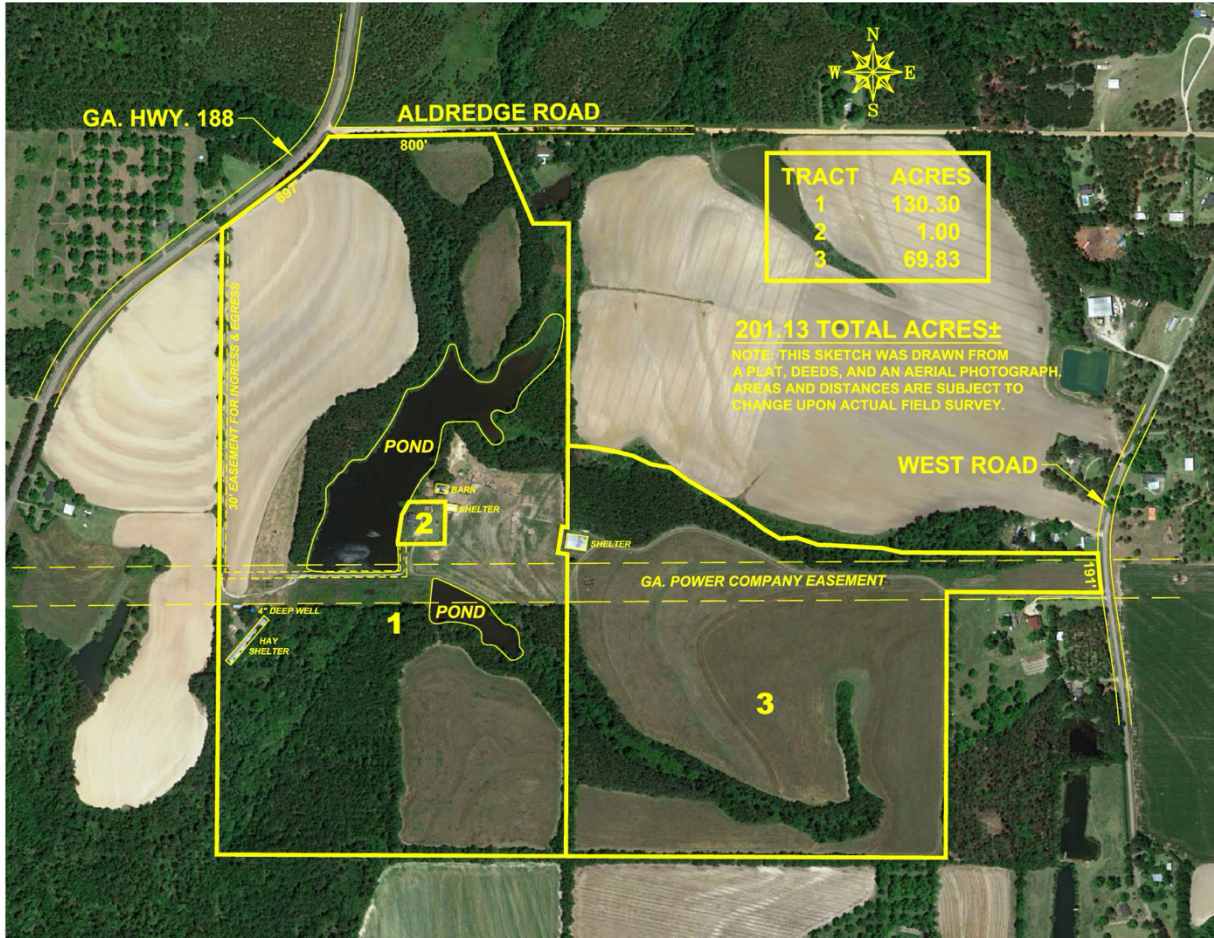 N
W E
S
GA. HWY. 188
ALDREDGE ROAD
800'
697'
TRACT ACRES
1 130.30
2 1.00
3 69.83
201.13 TOTAL ACRES±
NOTE: THIS SKETCH WAS DRAWN FROM
A PLAT, DEEDS, AND AN AERIAL PHOTOGRAPH.
AREAS AND DISTANCES ARE SUBJECT TO
CHANGE UPON ACTUAL FIELD SURVEY.
30' EASEMENT FOR INGRESS & EGRESS
POND
WEST ROAD
BARN
SHELTER
2
SHELTER
GA. POWER COMPANY EASEMENT
191'
4" DEEP WELL
HAY
SHELTER
1
POND
3